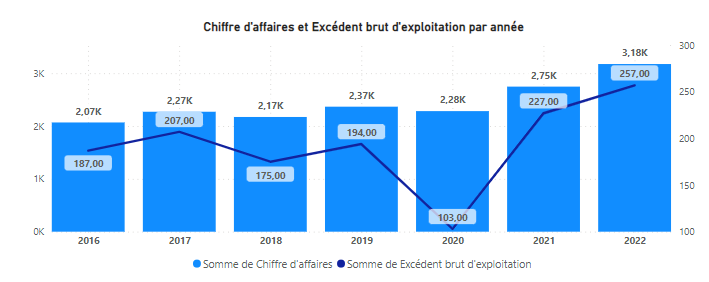 Chiffre d'affaires et Excédent brut d'exploitation par année
3K
2K
1K
0K
2,07K
2,27K
2,17K
2,37K
2,28K
2,75K
3,18K
187,00
207,00
175,00
194,00
103,00
227,00
257,00
300
250
200
150
100
2016 2017 2018 2019 2020 2021 2022
Somme de Chiffre d'affaires Somme de Excédent brut d'exploitation